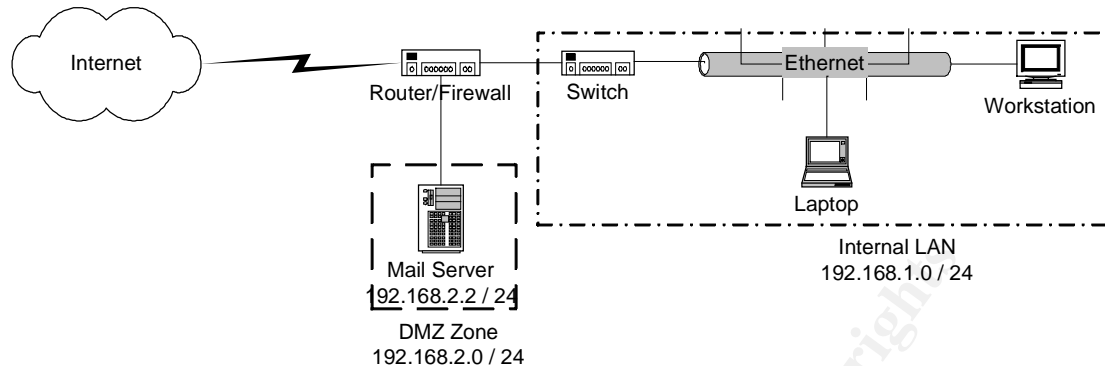 Internet
Router/Firewall
Switch
Ethernet
Workstation
Laptop
Internal LAN
192.168.1.0 / 24
Mail Server
192.168.2.2 / 24
DMZ Zone
192.168.2.0 / 24